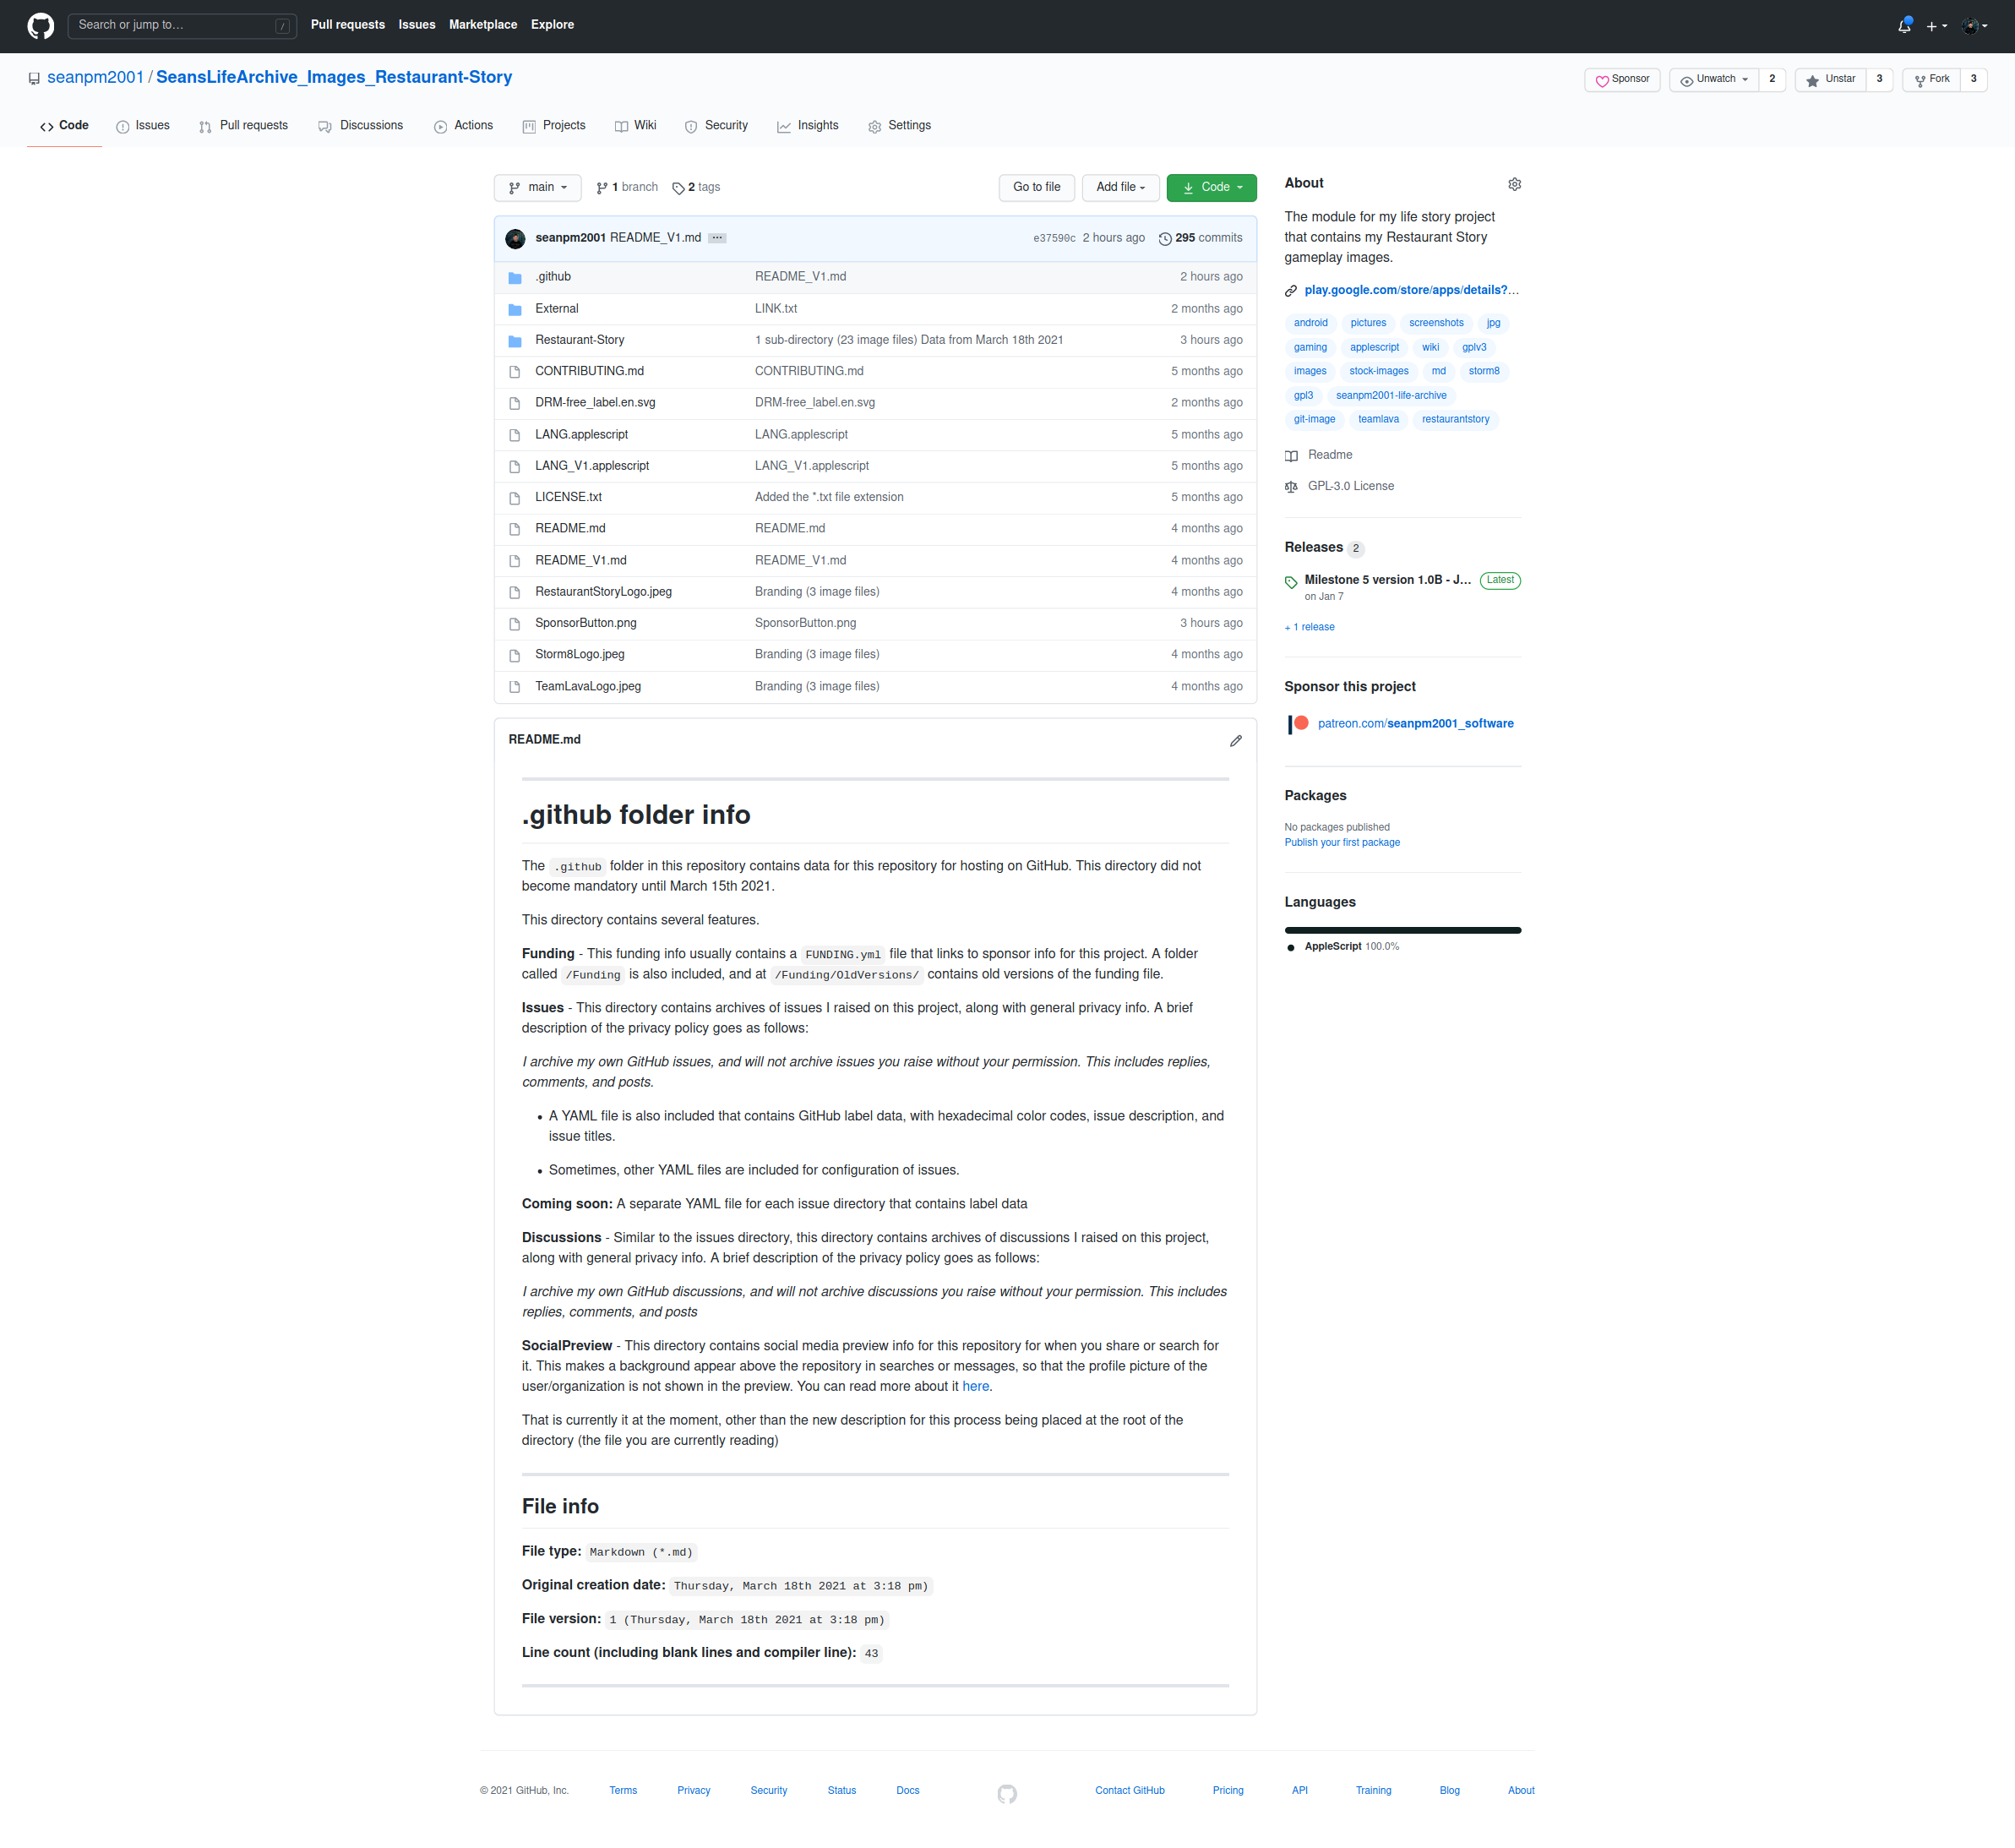 Search or jump to…
/
Pull requests Issues Marketplace Explore
seanpm2001 / SeansLifeArchive_Images_Restaurant-Story
Sponsor
Unwatch 2
Unstar 3
Fork 3
Code Issues Pull requests Discussions Actions Projects Wiki Security Insights Settings
main 1 branch 2 tags
Go to file Add file Code
seanpm2001 README_V1.md … e37590c 2 hours ago 295 commits
.github README_V1.md 2 hours ago
External LINK.txt 2 months ago
Restaurant-Story 1 sub-directory (23 image files) Data from March 18th 2021 3 hours ago
CONTRIBUTING.md CONTRIBUTING.md 5 months ago
DRM-free_label.en.svg DRM-free_label.en.svg 2 months ago
LANG.applescript LANG.applescript 5 months ago
LANG_V1.applescript LANG_V1.applescript 5 months ago
LICENSE.txt Added the *.txt file extension 5 months ago
README.md README.md 4 months ago
README_V1.md README_V1.md 4 months ago
RestaurantStoryLogo.jpeg Branding (3 image files) 4 months ago
SponsorButton.png SponsorButton.png 3 hours ago
Storm8Logo.jpeg Branding (3 image files) 4 months ago
TeamLavaLogo.jpeg Branding (3 image files) 4 months ago
README.md
.github folder info
The .github folder in this repository contains data for this repository for hosting on GitHub. This directory did not
become mandatory until March 15th 2021.
This directory contains several features.
Funding - This funding info usually contains a FUNDING.yml file that links to sponsor info for this project. A folder
called /Funding is also included, and at /Funding/OldVersions/ contains old versions of the funding file.
Issues - This directory contains archives of issues I raised on this project, along with general privacy info. A brief
description of the privacy policy goes as follows:
I archive my own GitHub issues, and will not archive issues you raise without your permission. This includes replies,
comments, and posts.
• A YAML file is also included that contains GitHub label data, with hexadecimal color codes, issue description, and
issue titles.
• Sometimes, other YAML files are included for configuration of issues.
Coming soon: A separate YAML file for each issue directory that contains label data
Discussions - Similar to the issues directory, this directory contains archives of discussions I raised on this project,
along with general privacy info. A brief description of the privacy policy goes as follows:
I archive my own GitHub discussions, and will not archive discussions you raise without your permission. This includes
replies, comments, and posts
SocialPreview - This directory contains social media preview info for this repository for when you share or search for
it. This makes a background appear above the repository in searches or messages, so that the profile picture of the
user/organization is not shown in the preview. You can read more about it here.
That is currently it at the moment, other than the new description for this process being placed at the root of the
directory (the file you are currently reading)
File info
File type: Markdown (*.md)
Original creation date: Thursday, March 18th 2021 at 3:18 pm)
File version: 1 (Thursday, March 18th 2021 at 3:18 pm)
Line count (including blank lines and compiler line): 43
About
The module for my life story project
that contains my Restaurant Story
gameplay images.
play.google.com/store/apps/details?…
android pictures screenshots jpg
gaming applescript wiki gplv3
images stock-images md storm8
gpl3 seanpm2001-life-archive
git-image teamlava restaurantstory
Readme
GPL-3.0 License
Releases 2
Milestone 5 version 1.0B - J… Latest
on Jan 7
+ 1 release
Sponsor this project
patreon.com/seanpm2001_software
Packages
No packages published
Publish your first package
Languages
AppleScript 100.0%
© 2021 GitHub, Inc. Terms Privacy Security Status Docs Contact GitHub Pricing API Training Blog About